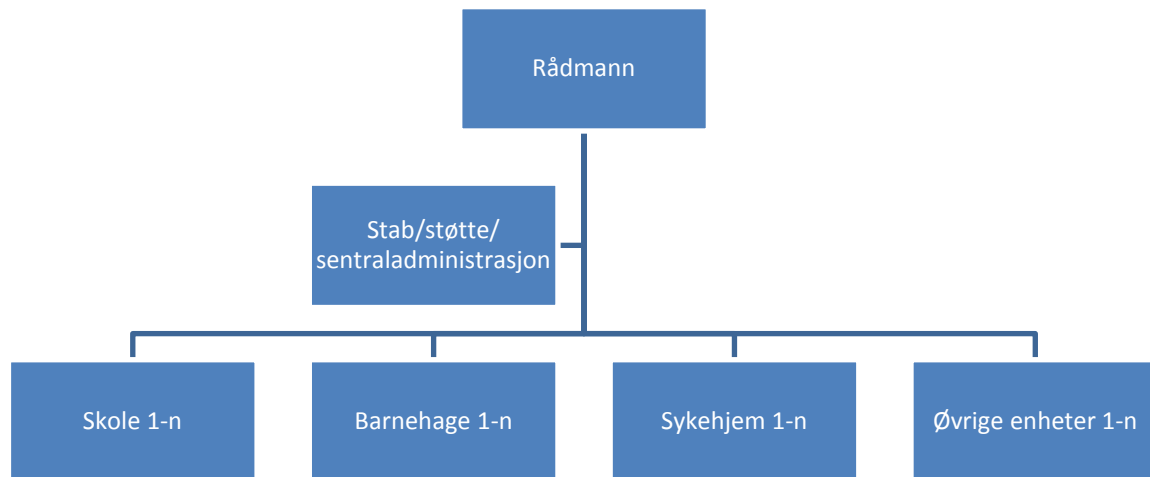 Rådmann
Stab/støtte/
sentraladministrasjon
Skole 1-n
Barnehage 1-n
Sykehjem 1-n
Øvrige enheter 1-n